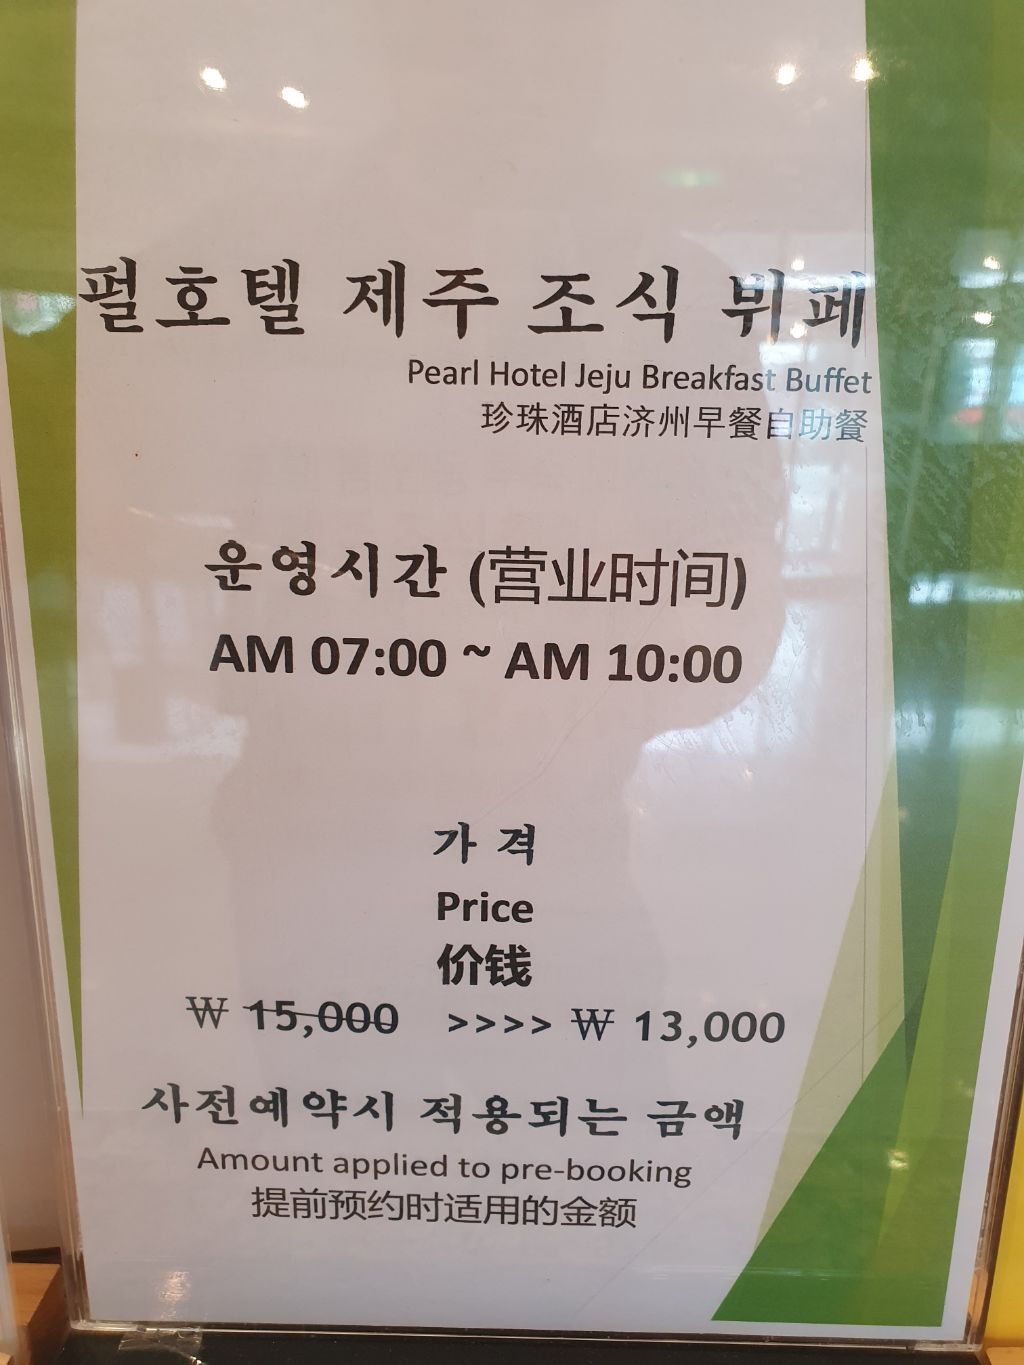 펄호텔 제주 조식 뷔페
Pearl Hotel Jeju Breakfast Buffet
珍珠酒店济州早餐自助餐
운영시간 (营业时间)
AM 07:00 ~ AM 10:00
가 격
Price
价钱
₩ 15,000 >>>> ₩ 13,000
사전예약시 적용되는 금액
Amount applied to pre-booking
提前预约时适用的金额